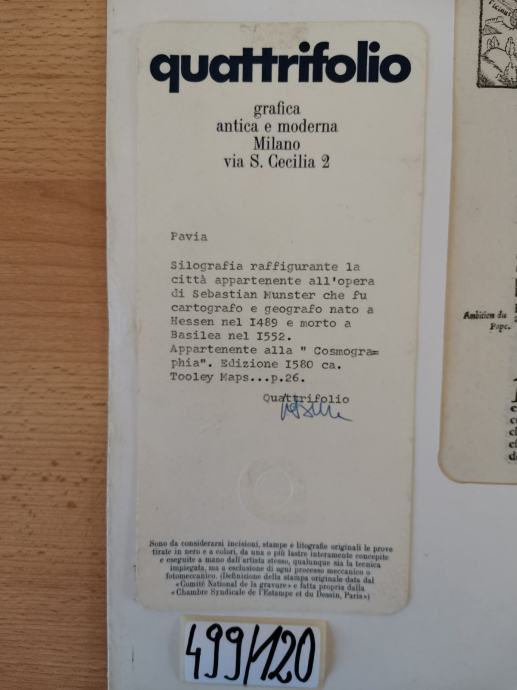 quattrifolio
grafica
antica e moderna
Milano
via S. Cecilia 2
Pavia
Silografia raffigurante la
città appartenente all'opera
di Sebastian Munster che fu
cartografo e geografo nato a
Hessen nel I489 e morto a
Basilea nel I552.
Appartenente alla " Cosmogra=
phia". Edizione I580 ca.
Tooley Maps...p.26.
Quattrifolio
Sono da considerarsi incisioni, stampe e litografie originali le prove
tirate in nero e a colori, da una o più lastre interamente concepite
e eseguite a mano dall'artista stesso, qualunque sia la tecnica
impiegata, ma a esclusione di ogni processo meccanico o
fotomeccanico. (Definizione della stampa originale data dal
«Comité National de la gravure» e fatta propria dalla
«Chambre Syndicale de l'Estampe et du Dessin, Paris»)
499/120
Ambition du
Pape.